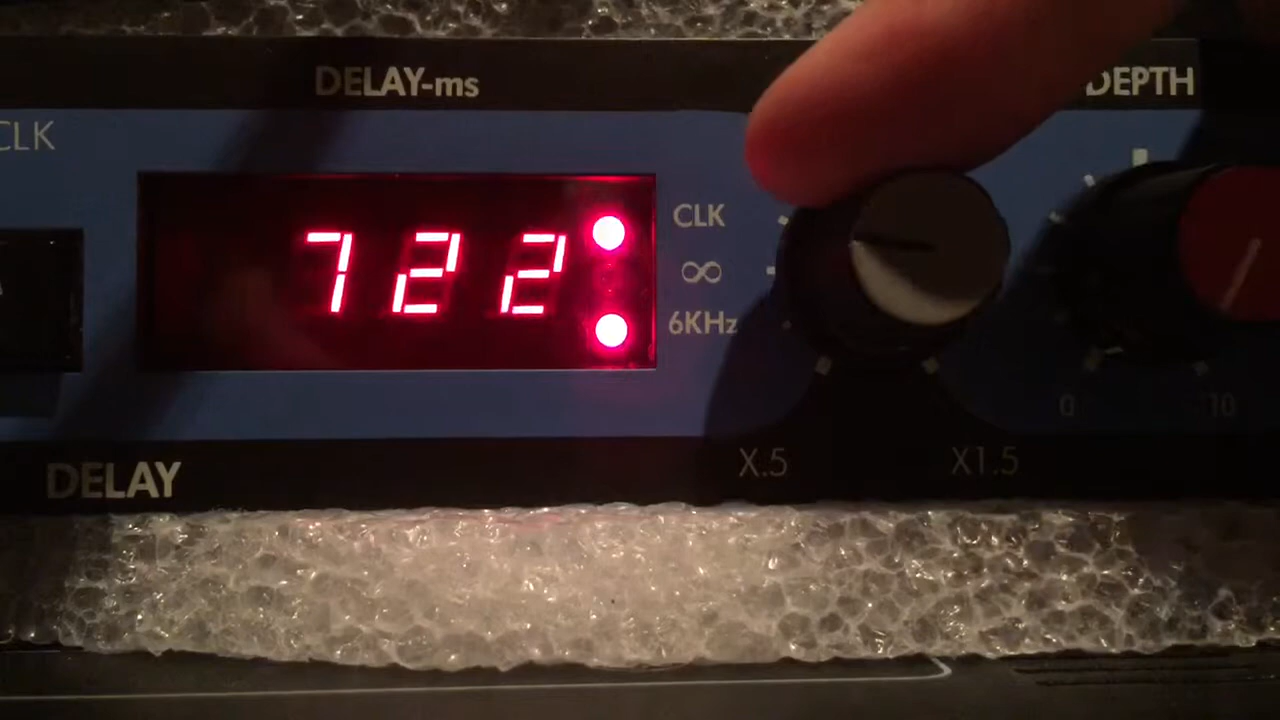 DELAY-ms
DEPTH
CLK
722
CLK
∞
6KHz
0
10
X.5
X1.5
DELAY